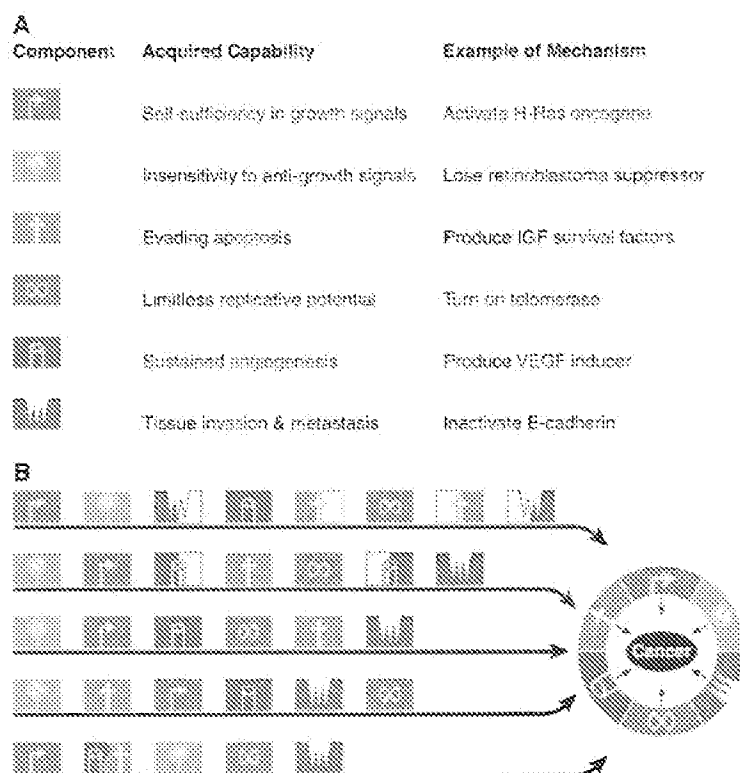 A
Component Acquired Capability Example of Mechanism
Self-sufficiency in growth signals Activate H-Ras oncogene
Insensitivity to anti-growth signals Lose retinoblastoma suppressor
Evading apoptosis Produce IGF survival factors
Limitless replicative potential Turn on telomerase
Sustained angiogenesis Produce VEGF inducer
Tissue invasion & metastasis Inactivate E-cadherin
B
Cancer